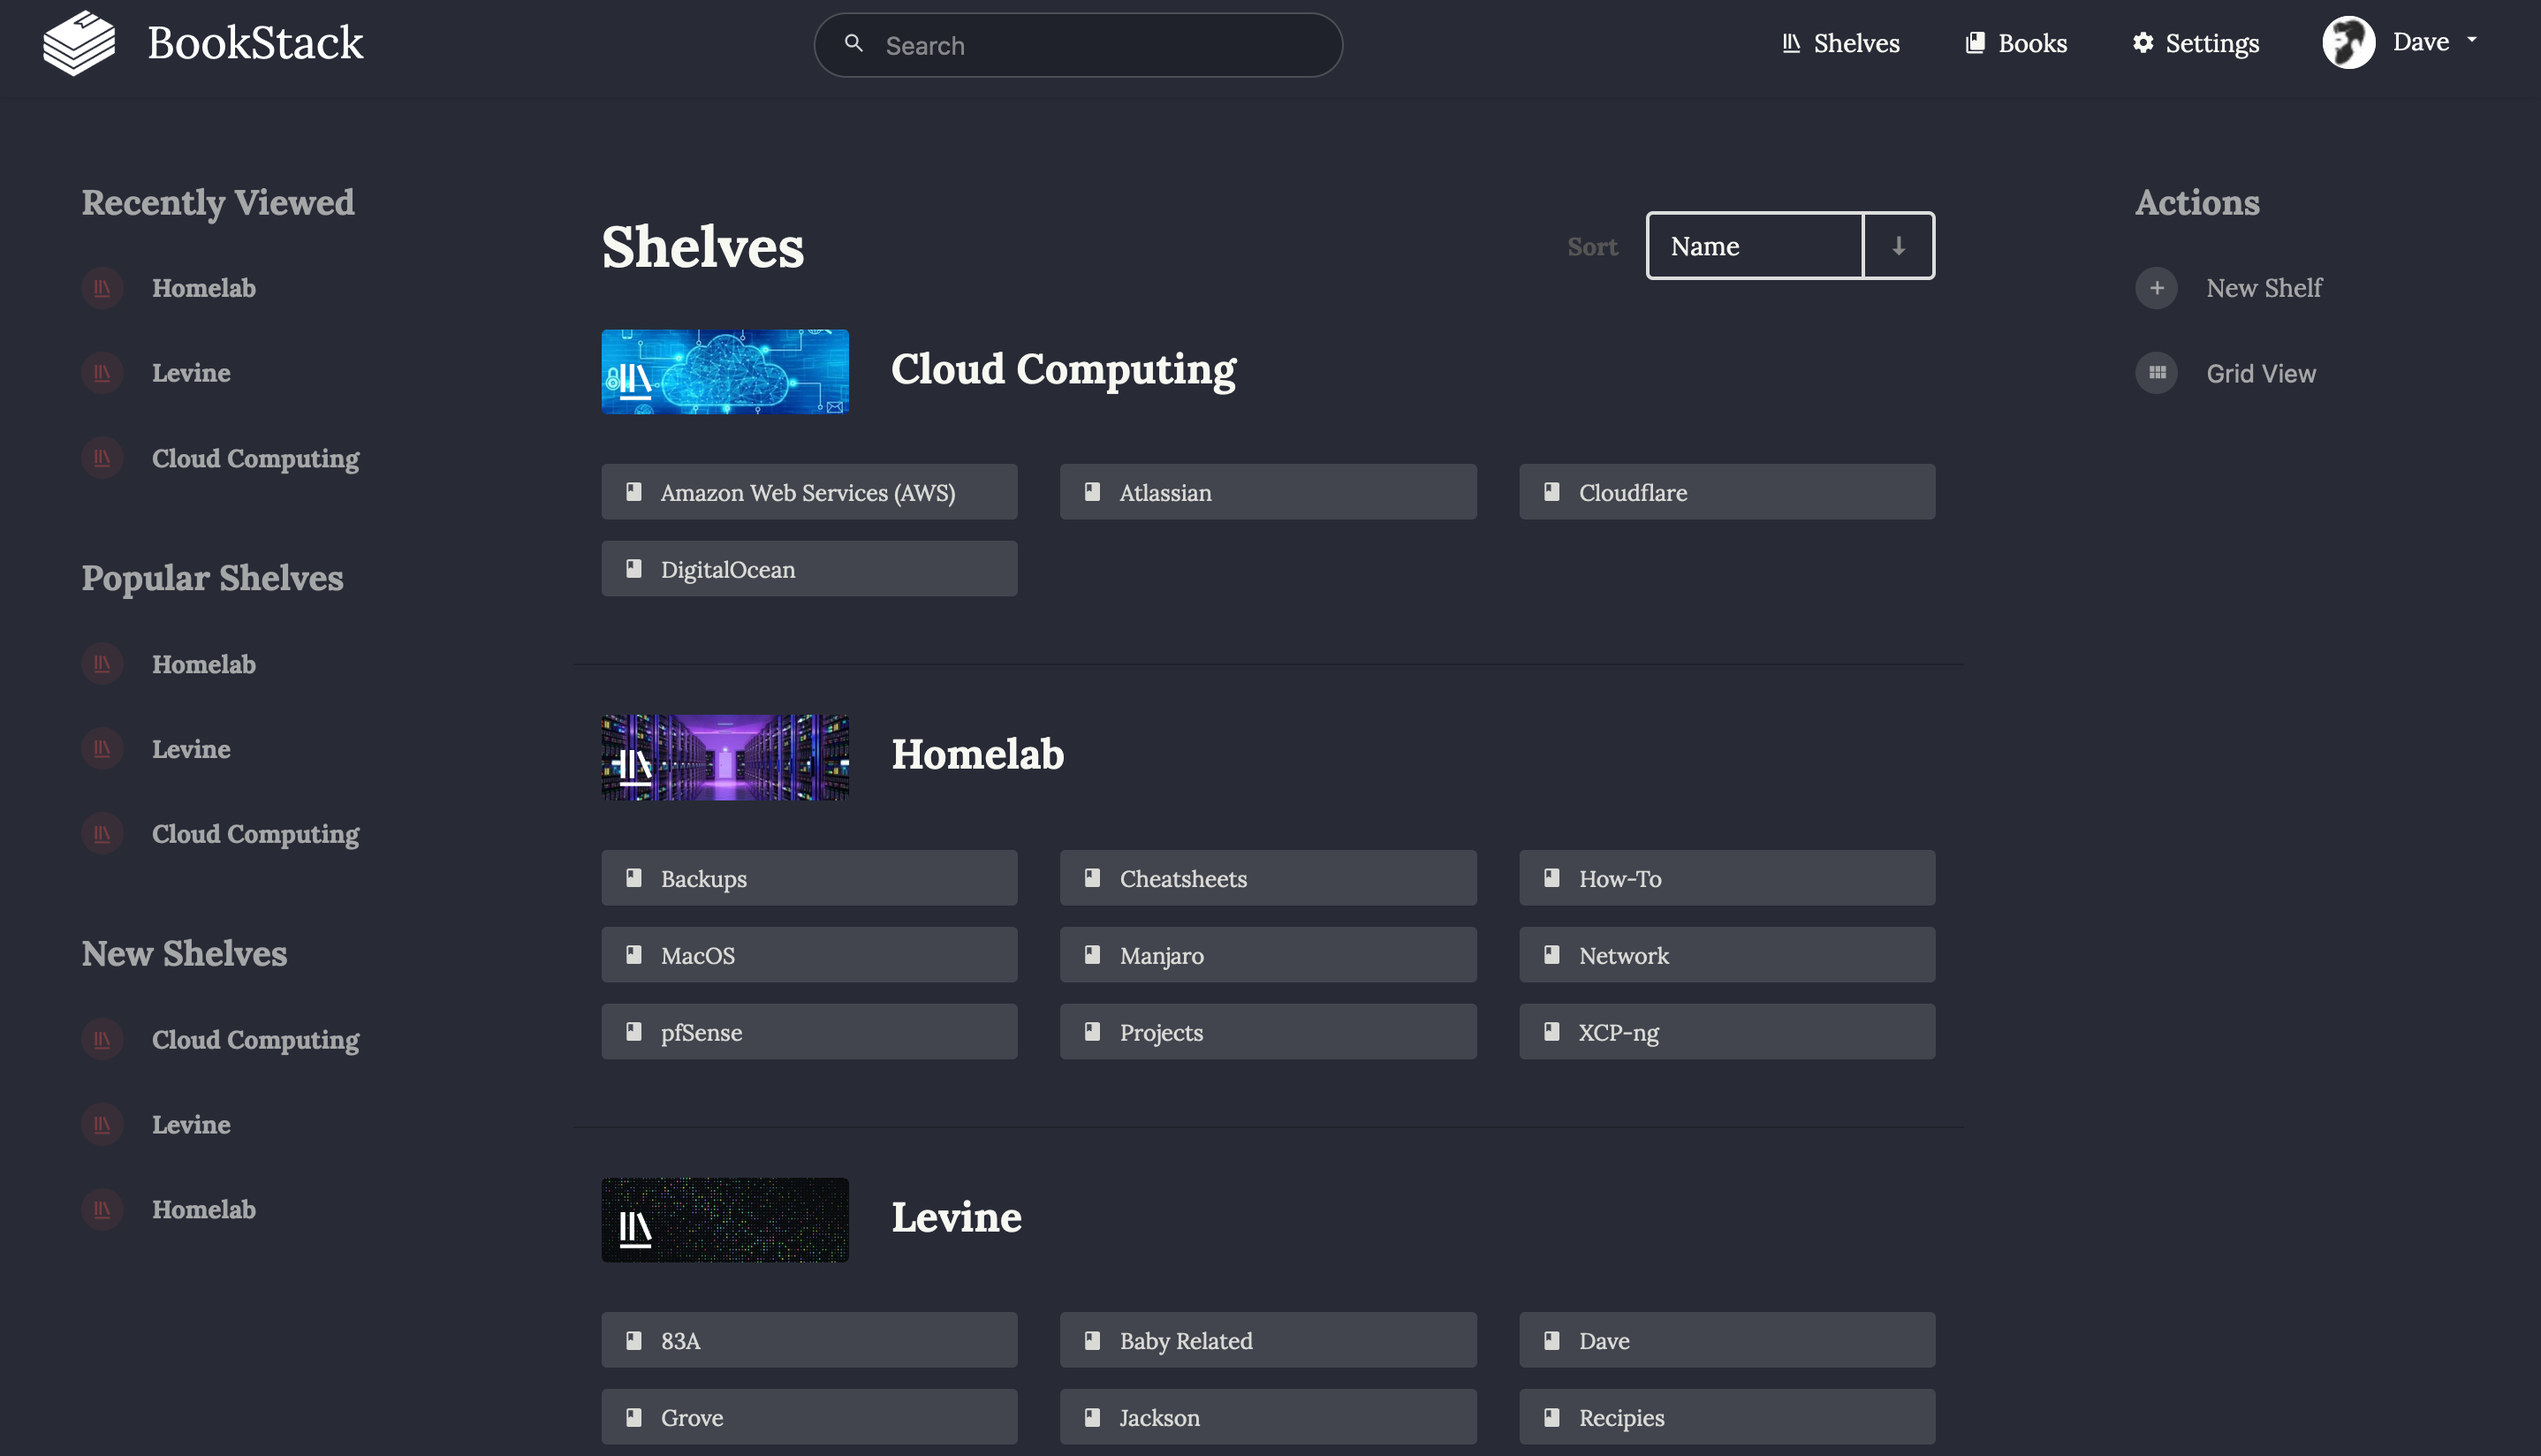 BookStack
Search
Shelves
Books
Settings
Dave
Recently Viewed
Homelab
Levine
Cloud Computing
Popular Shelves
Homelab
Levine
Cloud Computing
New Shelves
Cloud Computing
Levine
Homelab
Shelves
Sort
Name
Cloud Computing
Amazon Web Services (AWS)
Atlassian
Cloudflare
DigitalOcean
Homelab
Backups
Cheatsheets
How-To
MacOS
Manjaro
Network
pfSense
Projects
XCP-ng
Levine
83A
Baby Related
Dave
Grove
Jackson
Recipies
Actions
New Shelf
Grid View